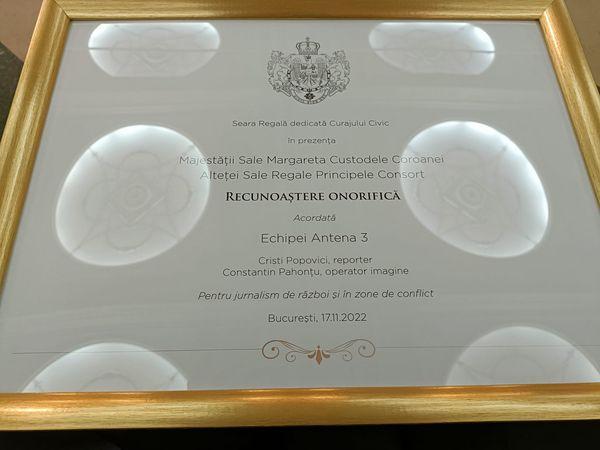 Seara Regală dedicată Curajului Civic
în prezența
Majestății Sale Margareta Custodele Coroanei
Alteței Sale Regale Principele Consort
RECUNOAȘTERE ONORIFICĂ
Acordată
Echipei Antena 3
Cristi Popovici, reporter
Constantin Pahonțu, operator imagine
Pentru jurnalism de război și în zone de conflict
București, 17.11.2022